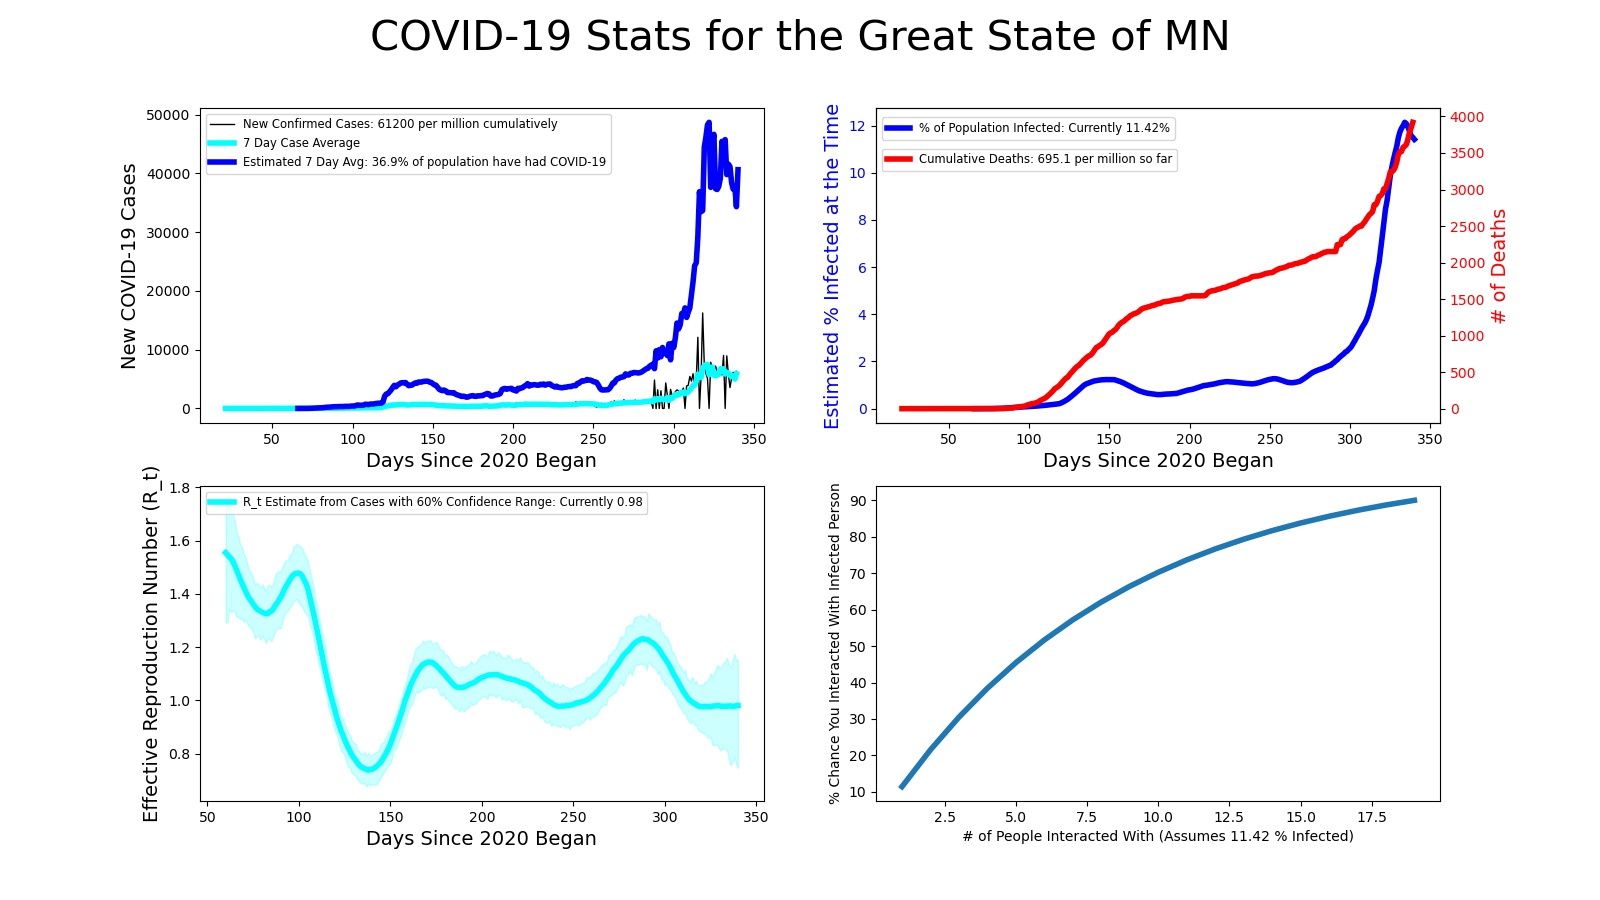 COVID-19 Stats for the Great State of MN
New COVID-19 Cases
50000
40000
30000
20000
10000
0
New Confirmed Cases: 61200 per million cumulatively
7 Day Case Average
Estimated 7 Day Avg: 36.9% of population have had COVID-19
50 100 150 200 250 300 350
Days Since 2020 Began
Estimated % Infected at the Time
12
10
8
6
4
2
0
% of Population Infected: Currently 11.42%
Cumulative Deaths: 695.1 per million so far
4000
3500
3000
2500
2000
1500
1000
500
0
# of Deaths
50 100 150 200 250 300 350
Days Since 2020 Began
Effective Reproduction Number (R_t)
1.8
1.6
1.4
1.2
1.0
0.8
R_t Estimate from Cases with 60% Confidence Range: Currently 0.98
50 100 150 200 250 300 350
Days Since 2020 Began
% Chance You Interacted With Infected Person
90
80
70
60
50
40
30
20
10
2.5 5.0 7.5 10.0 12.5 15.0 17.5
# of People Interacted With (Assumes 11.42 % Infected)